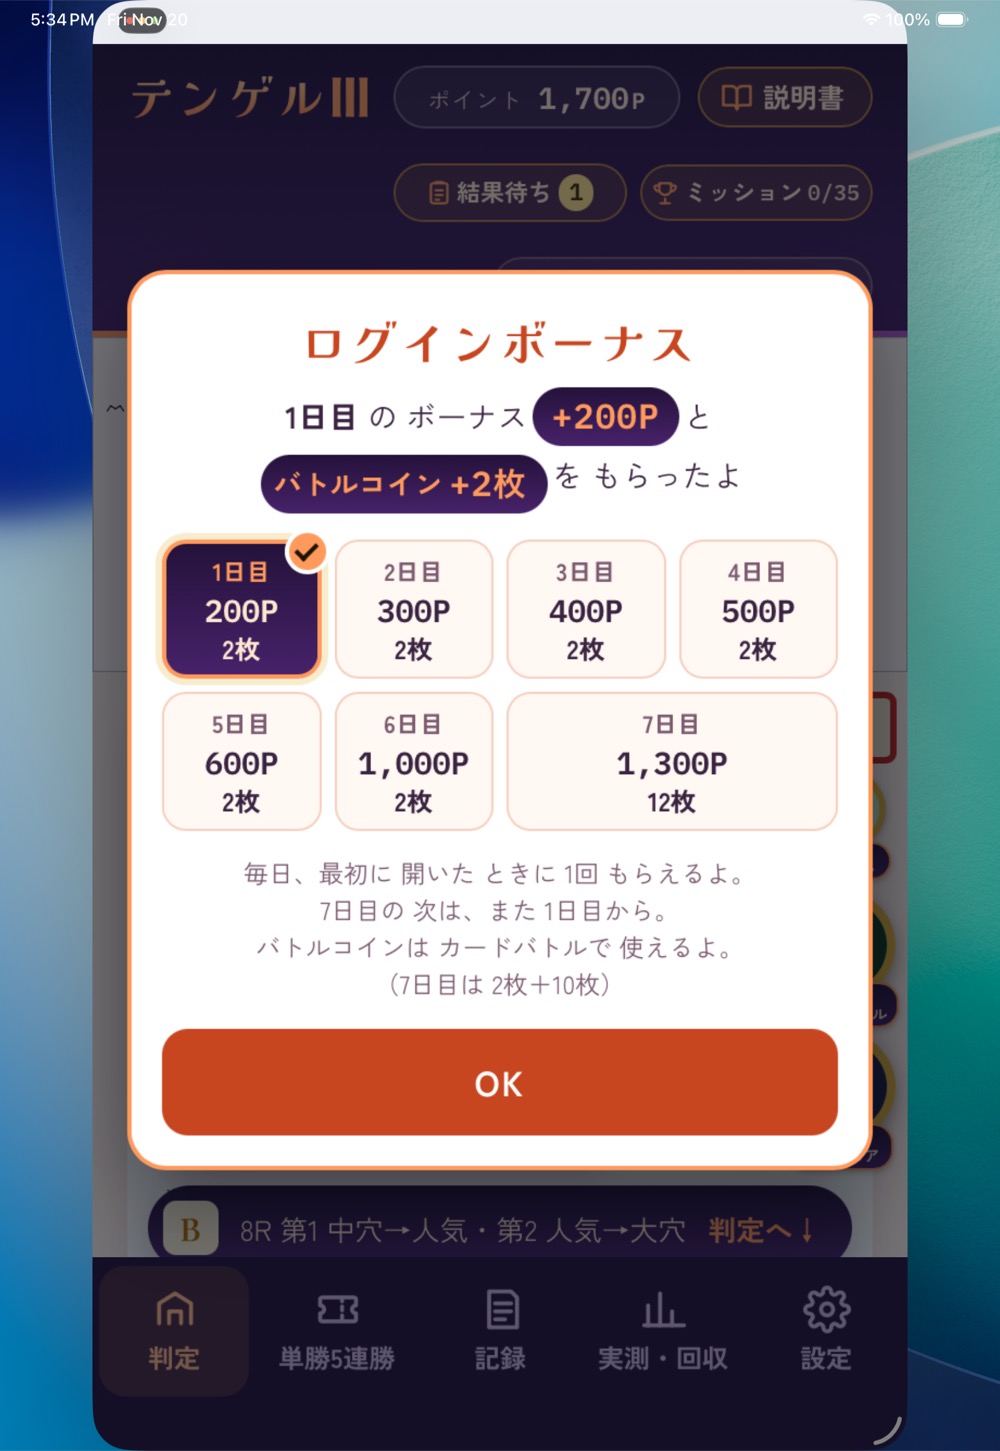 5:34 PM Fri Nov 20
100%
テンゲルIII
ポイント 1,700P
説明書
結果待ち 1
ミッション 0/35
ログインボーナス
1日目 の ボーナス +200P と
バトルコイン +2枚 を もらったよ
1日目
200P
2枚
2日目
300P
2枚
3日目
400P
2枚
4日目
500P
2枚
5日目
600P
2枚
6日目
1,000P
2枚
7日目
1,300P
12枚
毎日、最初に 開いた ときに 1回 もらえるよ。
7日目の 次は、また 1日目から。
バトルコインは カードバトルで 使えるよ。
（7日目は 2枚＋10枚）
OK
ル
ア
B 8R 第1 中穴→人気・第2 人気→大穴 判定へ↓
判定
単勝5連勝
記録
実測・回収
設定